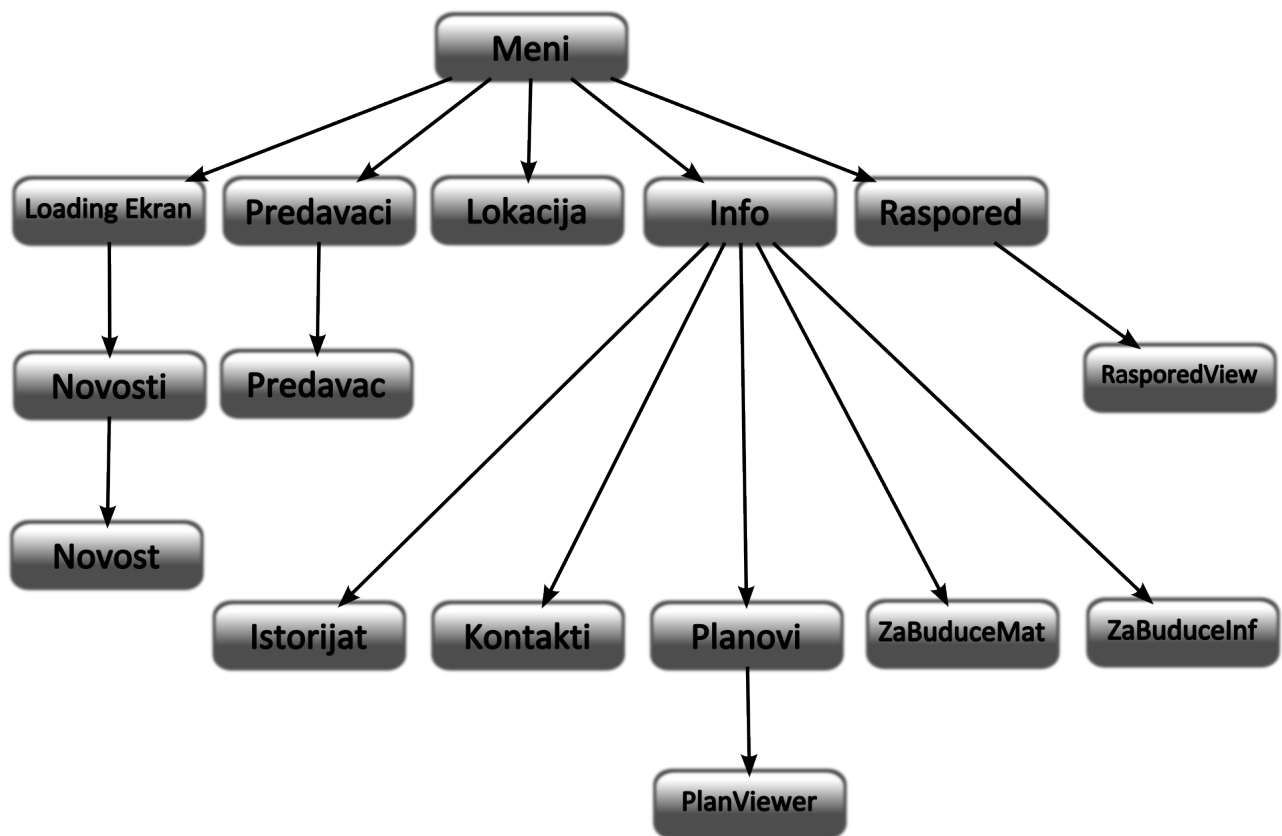 Meni
Loading Ekran
Predavaci
Lokacija
Info
Raspored
Novosti
Predavac
RasporedView
Novost
Istorijat
Kontakti
Planovi
ZaBuduceMat
ZaBuduceInf
PlanViewer